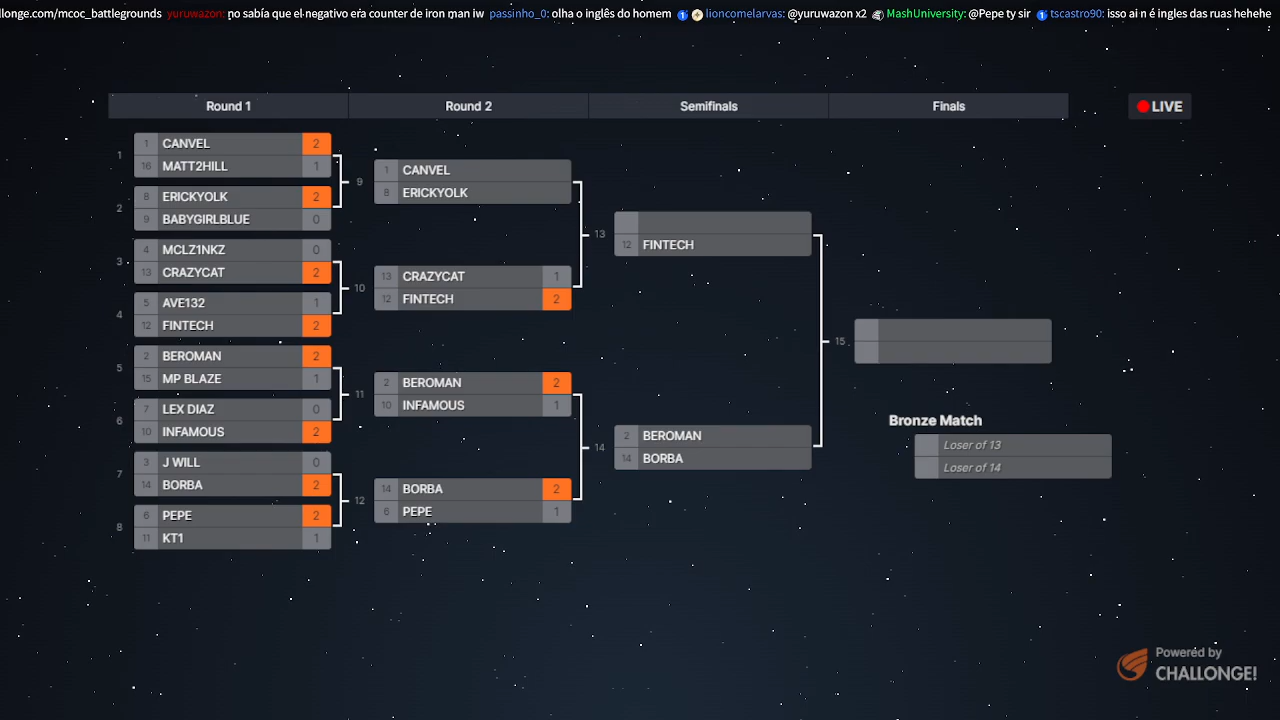 llonge.com/mcoc_battlegrounds yuruwazon: no sabía que el negativo era counter de iron man iw passinho_0: olha o inglês do homem 1 lioncomelarvas: @yuruwazon x2 MashUniversity: @Pepe ty sir 1 tscastro90: isso ai n é ingles das ruas hehehe
Round 1
Round 2
Semifinals
Finals
LIVE
1
1 CANVEL 2
16 MATT2HILL 1
2
8 ERICKYOLK 2
9 BABYGIRLBLUE 0
3
4 MCLZ1NKZ 0
13 CRAZYCAT 2
4
5 AVE132 1
12 FINTECH 2
5
2 BEROMAN 2
15 MP BLAZE 1
6
7 LEX DIAZ 0
10 INFAMOUS 2
7
3 J WILL 0
14 BORBA 2
8
6 PEPE 2
11 KT1 1
9
1 CANVEL
8 ERICKYOLK
10
13 CRAZYCAT 1
12 FINTECH 2
11
2 BEROMAN 2
10 INFAMOUS 1
12
14 BORBA 2
6 PEPE 1
13
12 FINTECH
14
2 BEROMAN
14 BORBA
15
Bronze Match
Loser of 13
Loser of 14
Powered by
CHALLONGE!